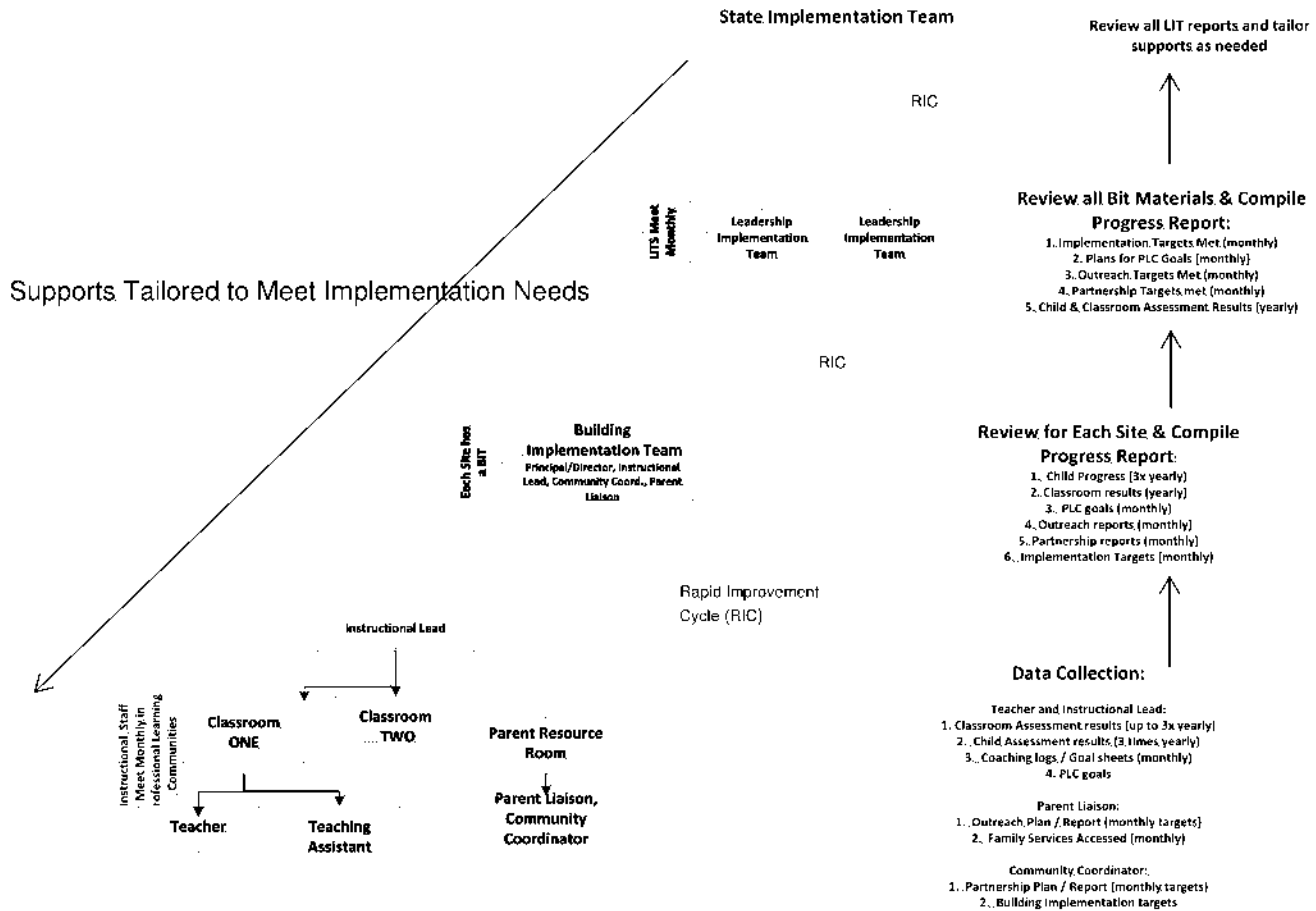 State Implementation Team
Review all LIT reports and tailor
supports as needed
RIC
LITS Meet
Monthly
Leadership
Implementation
Team
Leadership
Implementation
Team
Review all Bit Materials & Compile
Progress Report:
1. Implementation Targets Met (monthly)
2. Plans for PLC Goals (monthly)
3. Outreach Targets Met (monthly)
4. Partnership Targets met (monthly)
5. Child & Classroom Assessment Results (yearly)
Supports Tailored to Meet Implementation Needs
RIC
Each Site has
a BIT
Building
Implementation Team
Principal/Director, Instructional
Lead, Community Coord., Parent
Liaison
Review for Each Site & Compile
Progress Report:
1. Child Progress (3x yearly)
2. Classroom results (yearly)
3. PLC goals (monthly)
4. Outreach reports (monthly)
5. Partnership reports (monthly)
6. Implementation Targets (monthly)
Rapid Improvement
Cycle (RIC)
Instructional Lead
Instructional Staff
Meet Monthly in
rofessional Learning
Communities
Classroom
ONE
Classroom
TWO
Parent Resource
Room
Teacher
Teaching
Assistant
Parent Liaison,
Community
Coordinator
Data Collection:
Teacher and Instructional Lead:
1. Classroom Assessment results (up to 3x yearly)
2. Child Assessment results (3 times yearly)
3. Coaching logs / Goal sheets (monthly)
4. PLC goals
Parent Liaison:
1. Outreach Plan / Report (monthly targets)
2. Family Services Accessed (monthly)
Community Coordinator:
1. Partnership Plan / Report (monthly targets)
2. Building Implementation targets